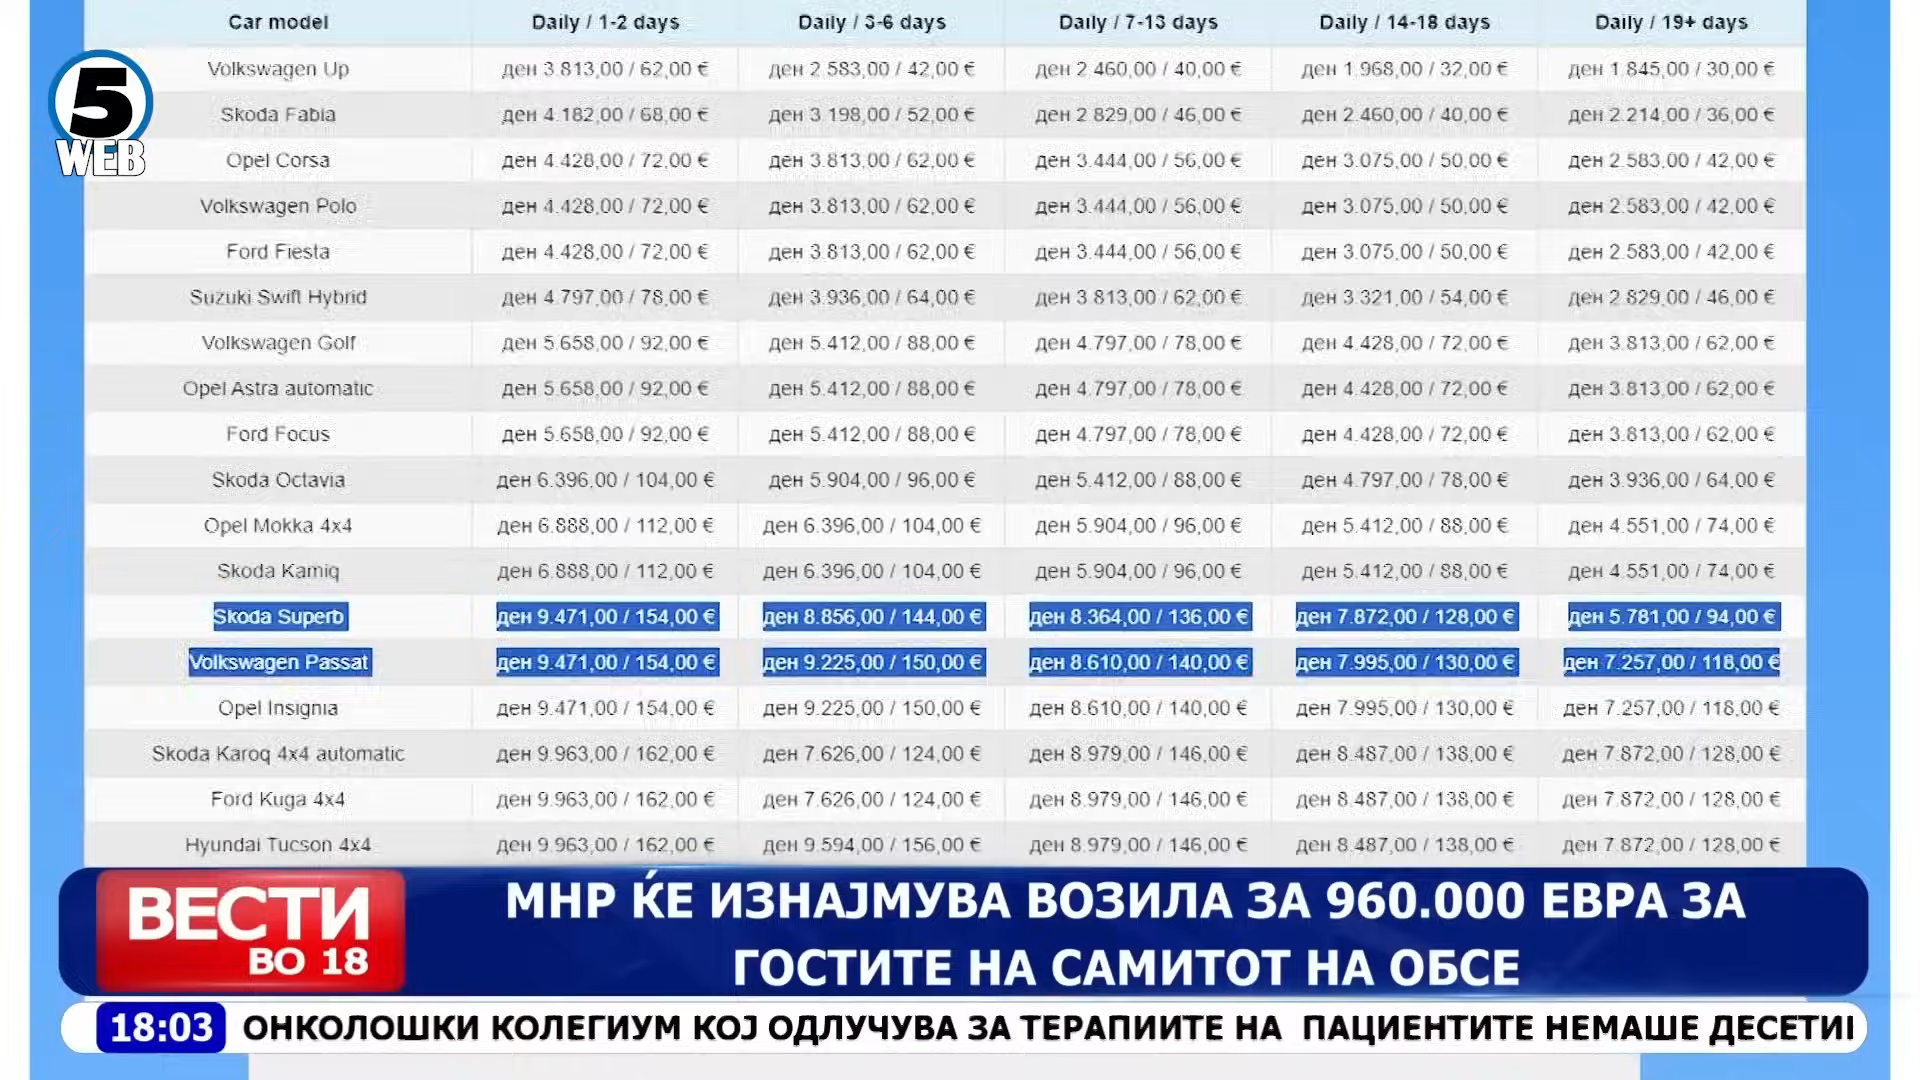 Car model Daily / 1-2 days Daily / 3-6 days Daily / 7-13 days Daily / 14-18 days Daily / 19+ days
Volkswagen Up ден 3.813,00 / 62,00 € ден 2.583,00 / 42,00 € ден 2.460,00 / 40,00 € ден 1.968,00 / 32,00 € ден 1.845,00 / 30,00 €
Skoda Fabia ден 4.182,00 / 68,00 € ден 3.198,00 / 52,00 € ден 2.829,00 / 46,00 € ден 2.460,00 / 40,00 € ден 2.214,00 / 36,00 €
Opel Corsa ден 4.428,00 / 72,00 € ден 3.813,00 / 62,00 € ден 3.444,00 / 56,00 € ден 3.075,00 / 50,00 € ден 2.583,00 / 42,00 €
Volkswagen Polo ден 4.428,00 / 72,00 € ден 3.813,00 / 62,00 € ден 3.444,00 / 56,00 € ден 3.075,00 / 50,00 € ден 2.583,00 / 42,00 €
Ford Fiesta ден 4.428,00 / 72,00 € ден 3.813,00 / 62,00 € ден 3.444,00 / 56,00 € ден 3.075,00 / 50,00 € ден 2.583,00 / 42,00 €
Suzuki Swift Hybrid ден 4.797,00 / 78,00 € ден 3.936,00 / 64,00 € ден 3.813,00 / 62,00 € ден 3.321,00 / 54,00 € ден 2.829,00 / 46,00 €
Volkswagen Golf ден 5.658,00 / 92,00 € ден 5.412,00 / 88,00 € ден 4.797,00 / 78,00 € ден 4.428,00 / 72,00 € ден 3.813,00 / 62,00 €
Opel Astra automatic ден 5.658,00 / 92,00 € ден 5.412,00 / 88,00 € ден 4.797,00 / 78,00 € ден 4.428,00 / 72,00 € ден 3.813,00 / 62,00 €
Ford Focus ден 5.658,00 / 92,00 € ден 5.412,00 / 88,00 € ден 4.797,00 / 78,00 € ден 4.428,00 / 72,00 € ден 3.813,00 / 62,00 €
Skoda Octavia ден 6.396,00 / 104,00 € ден 5.904,00 / 96,00 € ден 5.412,00 / 88,00 € ден 4.797,00 / 78,00 € ден 3.936,00 / 64,00 €
Opel Mokka 4x4 ден 6.888,00 / 112,00 € ден 6.396,00 / 104,00 € ден 5.904,00 / 96,00 € ден 5.412,00 / 88,00 € ден 4.551,00 / 74,00 €
Skoda Kamiq ден 6.888,00 / 112,00 € ден 6.396,00 / 104,00 € ден 5.904,00 / 96,00 € ден 5.412,00 / 88,00 € ден 4.551,00 / 74,00 €
Skoda Superb ден 9.471,00 / 154,00 € ден 8.856,00 / 144,00 € ден 8.364,00 / 136,00 € ден 7.872,00 / 128,00 € ден 5.781,00 / 94,00 €
Volkswagen Passat ден 9.471,00 / 154,00 € ден 9.225,00 / 150,00 € ден 8.610,00 / 140,00 € ден 7.995,00 / 130,00 € ден 7.257,00 / 118,00 €
Opel Insignia ден 9.471,00 / 154,00 € ден 9.225,00 / 150,00 € ден 8.610,00 / 140,00 € ден 7.995,00 / 130,00 € ден 7.257,00 / 118,00 €
Skoda Karoq 4x4 automatic ден 9.963,00 / 162,00 € ден 7.626,00 / 124,00 € ден 8.979,00 / 146,00 € ден 8.487,00 / 138,00 € ден 7.872,00 / 128,00 €
Ford Kuga 4x4 ден 9.963,00 / 162,00 € ден 7.626,00 / 124,00 € ден 8.979,00 / 146,00 € ден 8.487,00 / 138,00 € ден 7.872,00 / 128,00 €
Hyundai Tucson 4x4 ден 9.963,00 / 162,00 € ден 9.594,00 / 156,00 € ден 8.979,00 / 146,00 € ден 8.487,00 / 138,00 € ден 7.872,00 / 128,00 €
5
WEB
ВЕСТИ
ВО 18
МНР ЌЕ ИЗНАЈМУВА ВОЗИЛА ЗА 960.000 ЕВРА ЗА
ГОСТИТЕ НА САМИТОТ НА ОБСЕ
18:03 ОНКОЛОШКИ КОЛЕГИУМ КОЈ ОДЛУЧУВА ЗА ТЕРАПИИТЕ НА ПАЦИЕНТИТЕ НЕМАШЕ